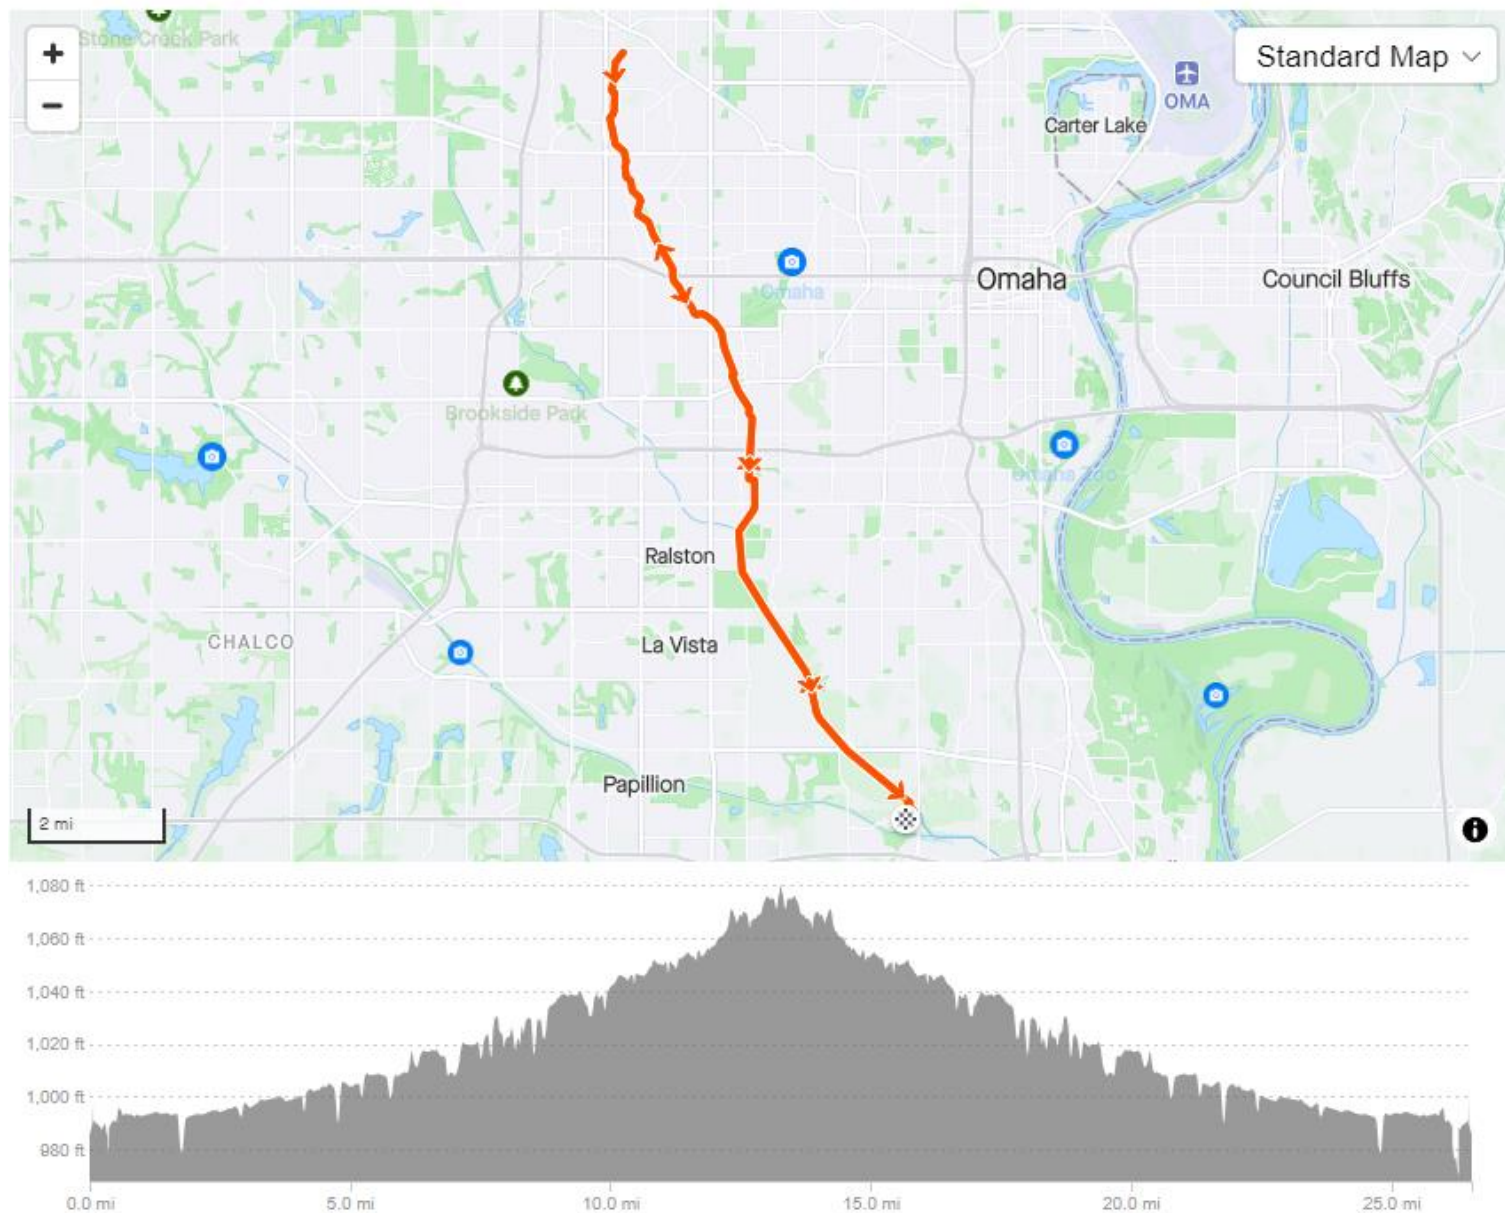 Stone Creek Park
+
Standard Map
−
OMA
Carter Lake
Omaha
Omaha
Council Bluffs
Brookside Park
Omaha Zoo
Ralston
CHALCO
La Vista
Papillion
2 mi
1,080 ft
1,060 ft
1,040 ft
1,020 ft
1,000 ft
980 ft
0.0 mi 5.0 mi 10.0 mi 15.0 mi 20.0 mi 25.0 mi